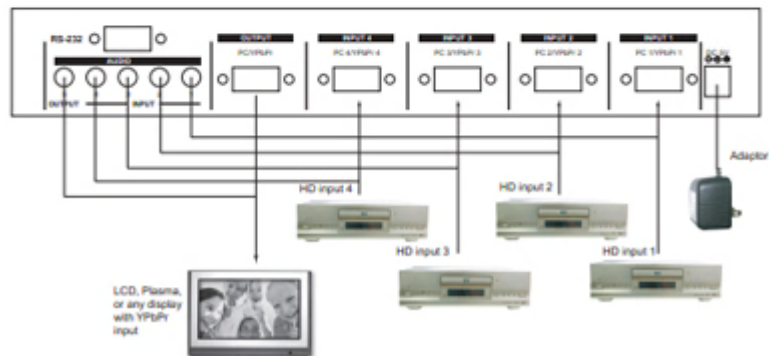 RS-232
OUTPUT
INPUT 4
INPUT 3
INPUT 2
INPUT 1
PC/YPbPr
PC 4/YPbPr 4
PC 3/YPbPr 3
PC 2/YPbPr 2
PC 1/YPbPr 1
DC 5V
AUDIO
OUTPUT
INPUT
Adaptor
HD input 4
HD input 2
HD input 3
HD input 1
LCD, Plasma,
or any display
with YPbPr
input